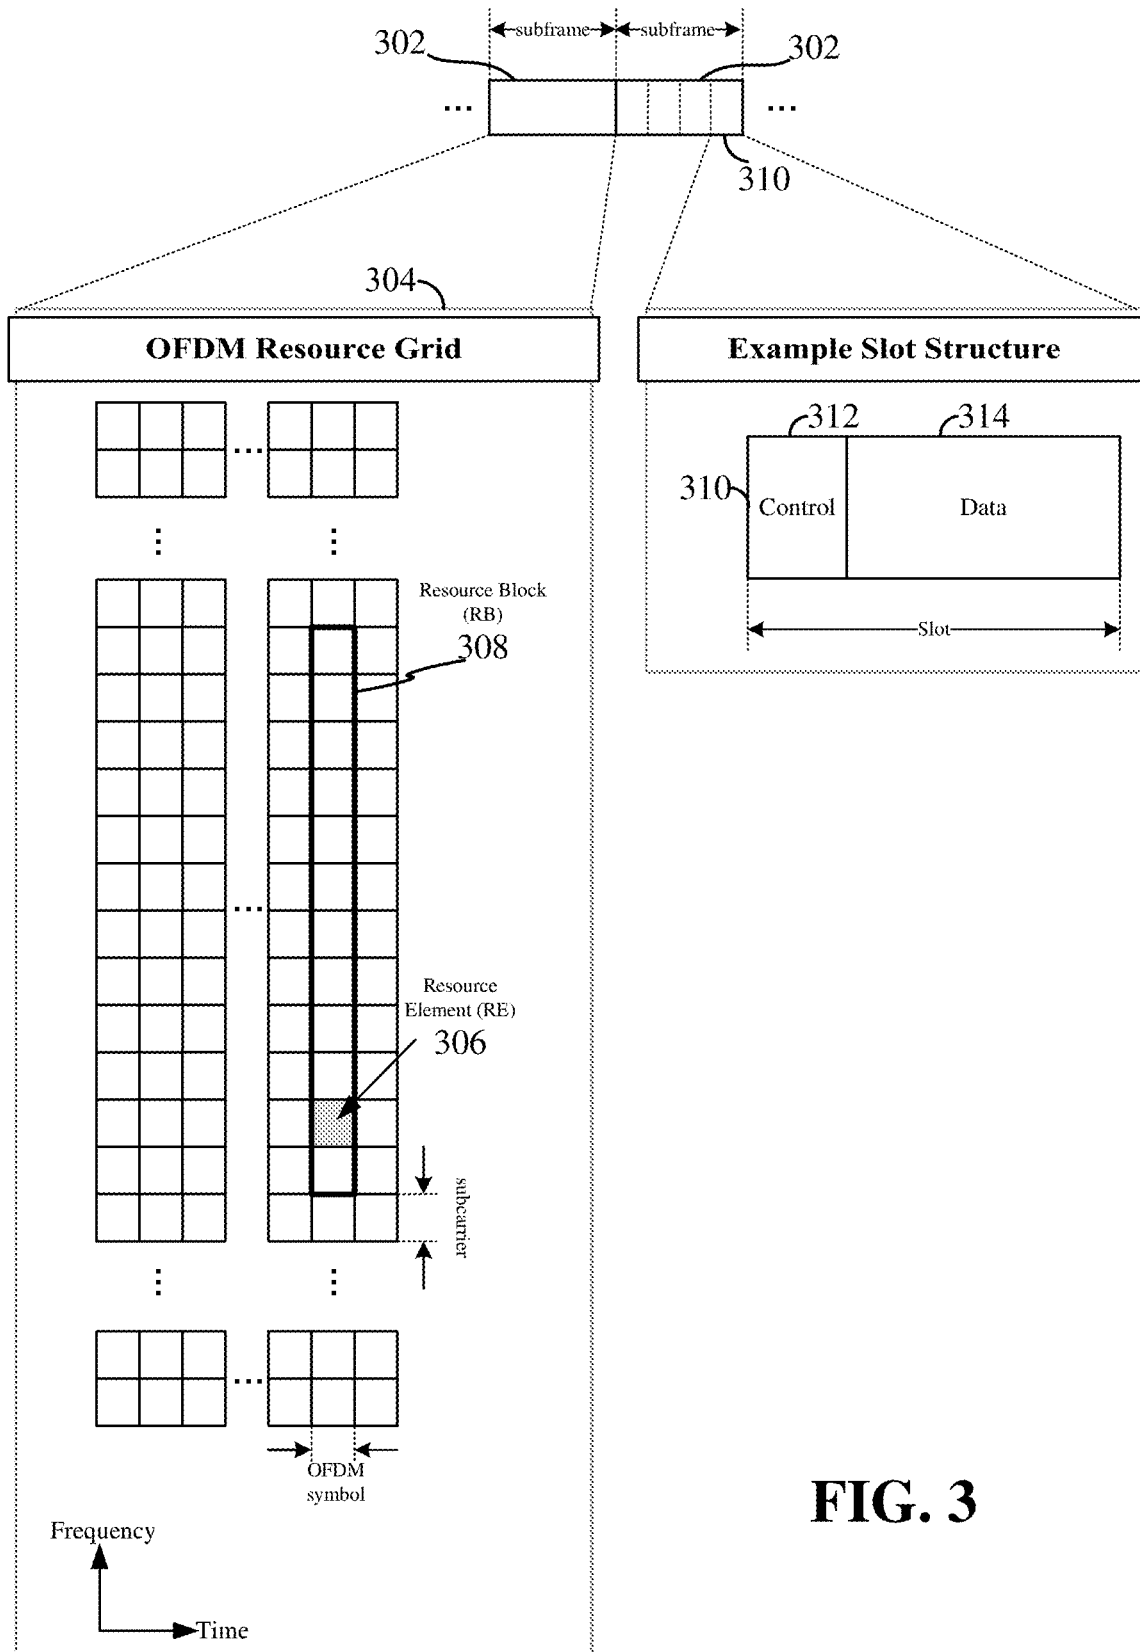 subframe subframe
302 302
... ...
310
304
OFDM Resource Grid
Example Slot Structure
312 314
310 Control Data
Slot
Resource Block
(RB)
308
Resource
Element (RE)
306
subcarrier
OFDM
symbol
Frequency
Time
FIG. 3